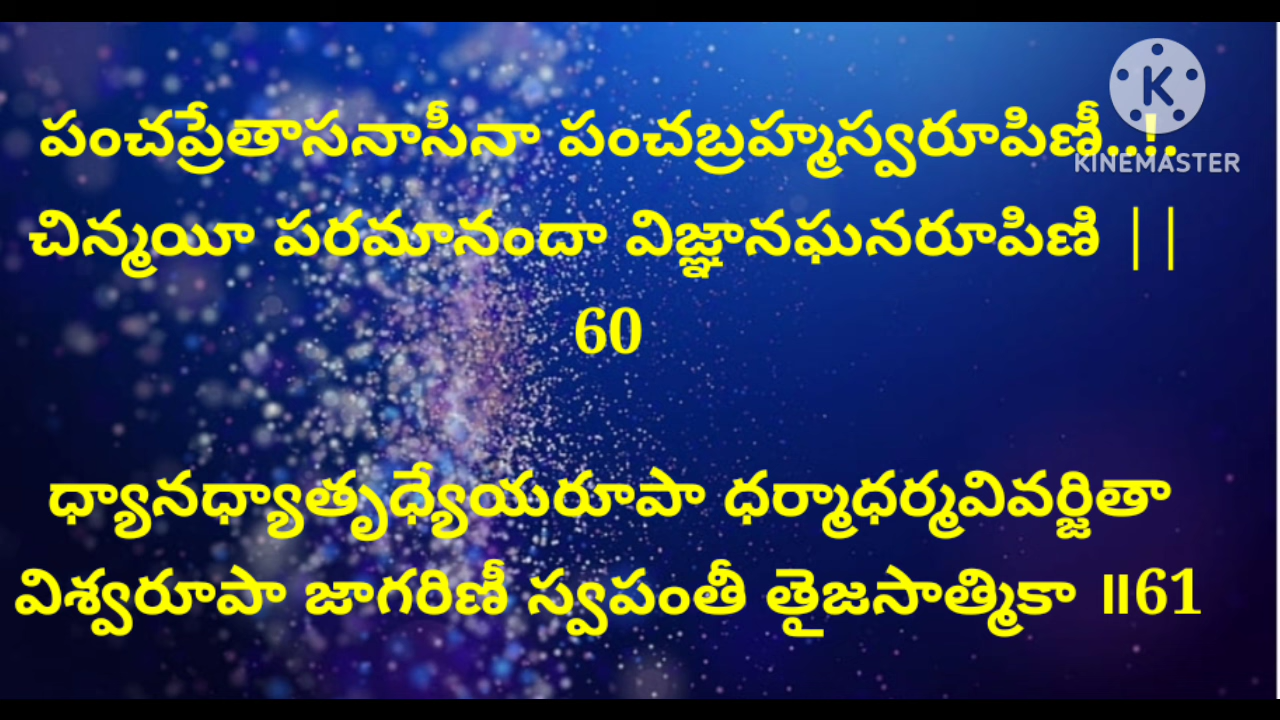 పంచప్రేతాసనాసీనా పంచబ్రహ్మస్వరూపిణీ..!.
KINEMASTER
చిన్మయీ పరమానందా విజ్ఞానఘనరూపిణి ||
60
ధ్యానధ్యాతృధ్యేయరూపా ధర్మాధర్మవివర్జితా
విశ్వరూపా జాగరిణీ స్వపంతీ తైజసాత్మికా ॥61